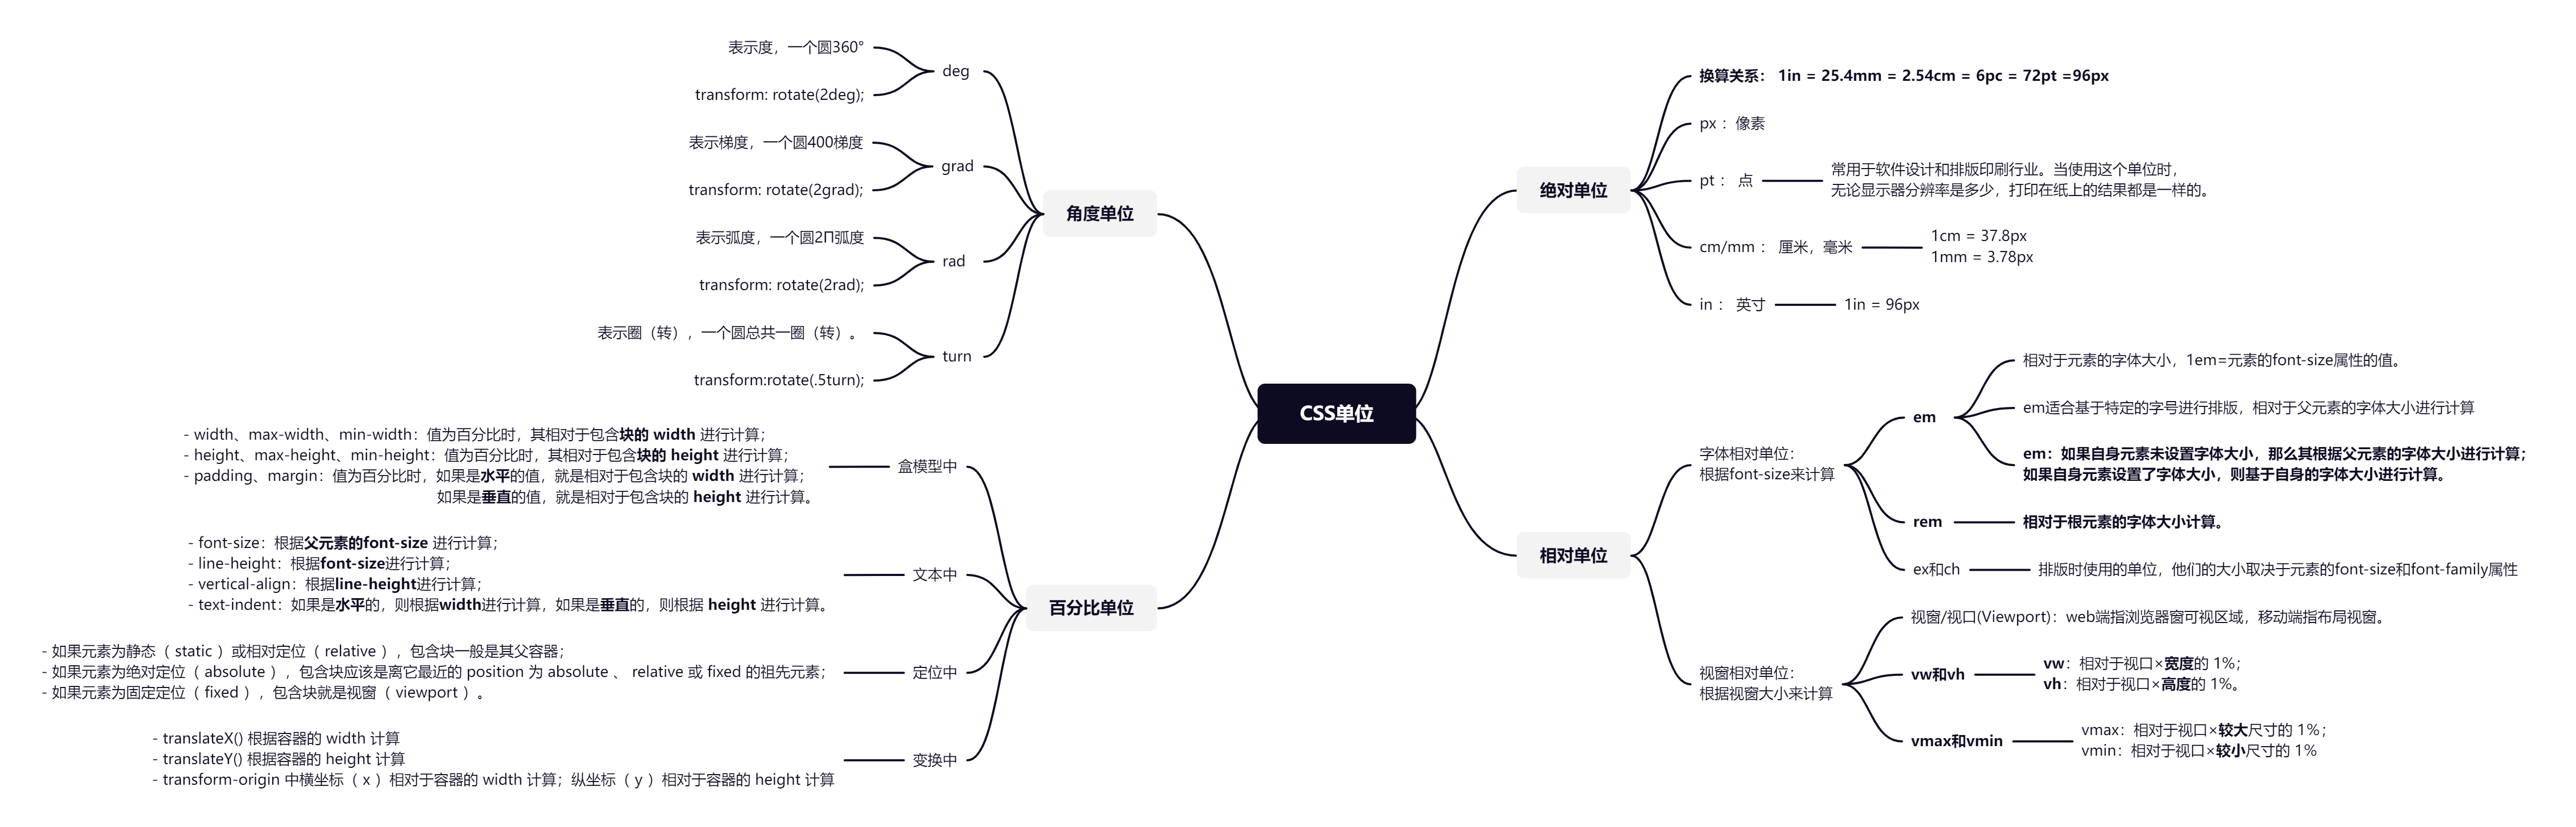 CSS单位
角度单位
deg
表示度，一个圆360°
transform: rotate(2deg);
grad
表示梯度，一个圆400梯度
transform: rotate(2grad);
rad
表示弧度，一个圆2Π弧度
transform: rotate(2rad);
turn
表示圈（转），一个圆总共一圈（转）。
transform:rotate(.5turn);
百分比单位
盒模型中
- width、max-width、min-width：值为百分比时，其相对于包含块的 width 进行计算；
- height、max-height、min-height：值为百分比时，其相对于包含块的 height 进行计算；
- padding、margin：值为百分比时，如果是水平的值，就是相对于包含块的 width 进行计算；
如果是垂直的值，就是相对于包含块的 height 进行计算。
文本中
- font-size：根据父元素的font-size 进行计算；
- line-height：根据font-size进行计算；
- vertical-align：根据line-height进行计算；
- text-indent：如果是水平的，则根据width进行计算，如果是垂直的，则根据 height 进行计算。
定位中
- 如果元素为静态（ static ）或相对定位（ relative ），包含块一般是其父容器；
- 如果元素为绝对定位（ absolute ），包含块应该是离它最近的 position 为 absolute 、 relative 或 fixed 的祖先元素；
- 如果元素为固定定位（ fixed ），包含块就是视窗（ viewport ）。
变换中
- translateX() 根据容器的 width 计算
- translateY() 根据容器的 height 计算
- transform-origin 中横坐标（ x ）相对于容器的 width 计算；纵坐标（ y ）相对于容器的 height 计算
绝对单位
换算关系： 1in = 25.4mm = 2.54cm = 6pc = 72pt =96px
px ：像素
pt ： 点
常用于软件设计和排版印刷行业。当使用这个单位时，
无论显示器分辨率是多少，打印在纸上的结果都是一样的。
cm/mm ： 厘米，毫米
1cm = 37.8px
1mm = 3.78px
in ： 英寸
1in = 96px
相对单位
字体相对单位：
根据font-size来计算
em
相对于元素的字体大小，1em=元素的font-size属性的值。
em适合基于特定的字号进行排版，相对于父元素的字体大小进行计算
em：如果自身元素未设置字体大小，那么其根据父元素的字体大小进行计算；
如果自身元素设置了字体大小，则基于自身的字体大小进行计算。
rem
相对于根元素的字体大小计算。
ex和ch
排版时使用的单位，他们的大小取决于元素的font-size和font-family属性
视窗相对单位：
根据视窗大小来计算
视窗/视口(Viewport)：web端指浏览器窗可视区域，移动端指布局视窗。
vw和vh
vw：相对于视口×宽度的 1%；
vh：相对于视口×高度的 1%。
vmax和vmin
vmax：相对于视口×较大尺寸的 1%；
vmin：相对于视口×较小尺寸的 1%